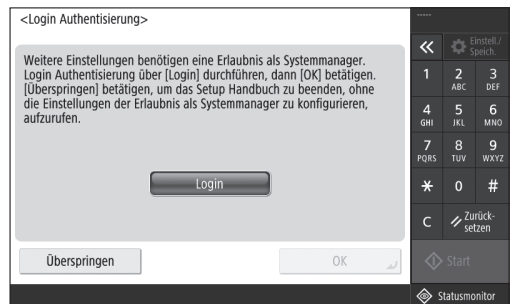 <Login Authentisierung>
Weitere Einstellungen benötigen eine Erlaubnis als Systemmanager.
Login Authentisierung über [Login] durchführen, dann [OK] betätigen.
[Überspringen] betätigen, um das Setup Handbuch zu beenden, ohne
die Einstellungen der Erlaubnis als Systemmanager zu konfigurieren,
aufzurufen.
Login
Überspringen
OK
-----
Einstell./
Speich.
1 2 3
ABC DEF
4 5 6
GHI JKL MNO
7 8 9
PQRS TUV WXYZ
* 0 #
C Zurück-
setzen
Start
Statusmonitor